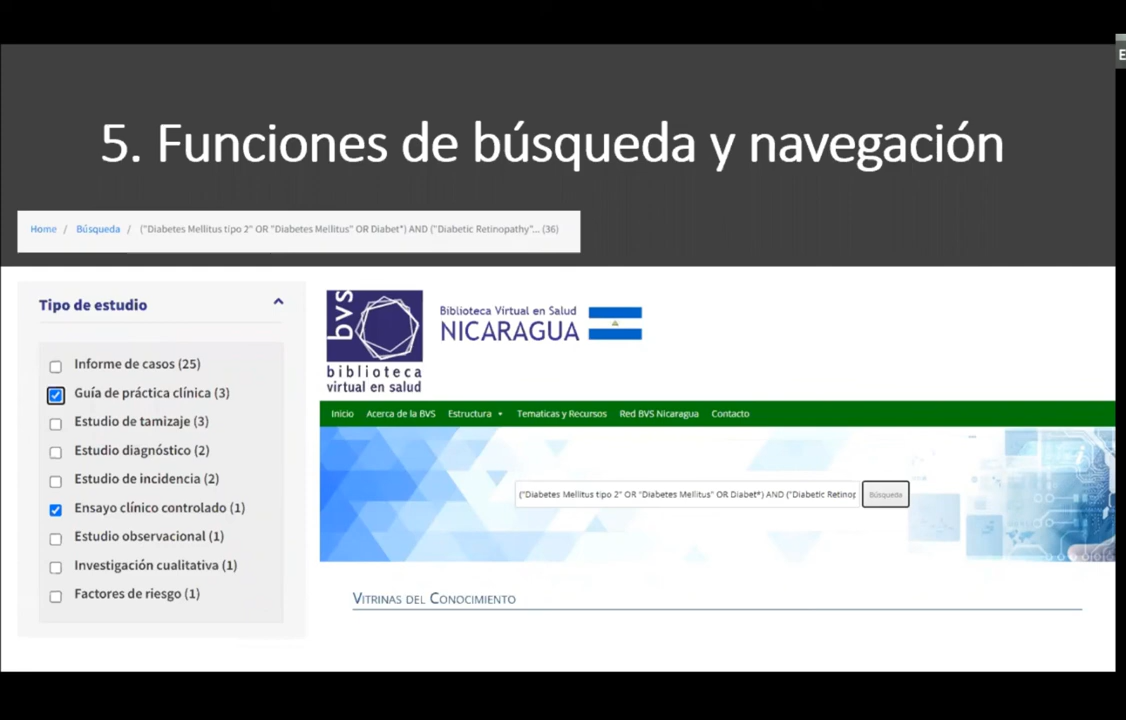 5. Funciones de búsqueda y navegación
Home / Búsqueda / ("Diabetes Mellitus tipo 2" OR "Diabetes Mellitus" OR Diabet*) AND ("Diabetic Retinopathy"... (36)
Tipo de estudio
Informe de casos (25)
Guía de práctica clínica (3)
Estudio de tamizaje (3)
Estudio diagnóstico (2)
Estudio de incidencia (2)
Ensayo clínico controlado (1)
Estudio observacional (1)
Investigación cualitativa (1)
Factores de riesgo (1)
bvs
biblioteca
virtual en salud
Biblioteca Virtual en Salud
NICARAGUA
Inicio Acerca de la BVS Estructura Tematicas y Recursos Red BVS Nicaragua Contacto
("Diabetes Mellitus tipo 2" OR "Diabetes Mellitus" OR Diabet*) AND ("Diabetic Retinop Búsqueda
Vitrinas del Conocimiento
E